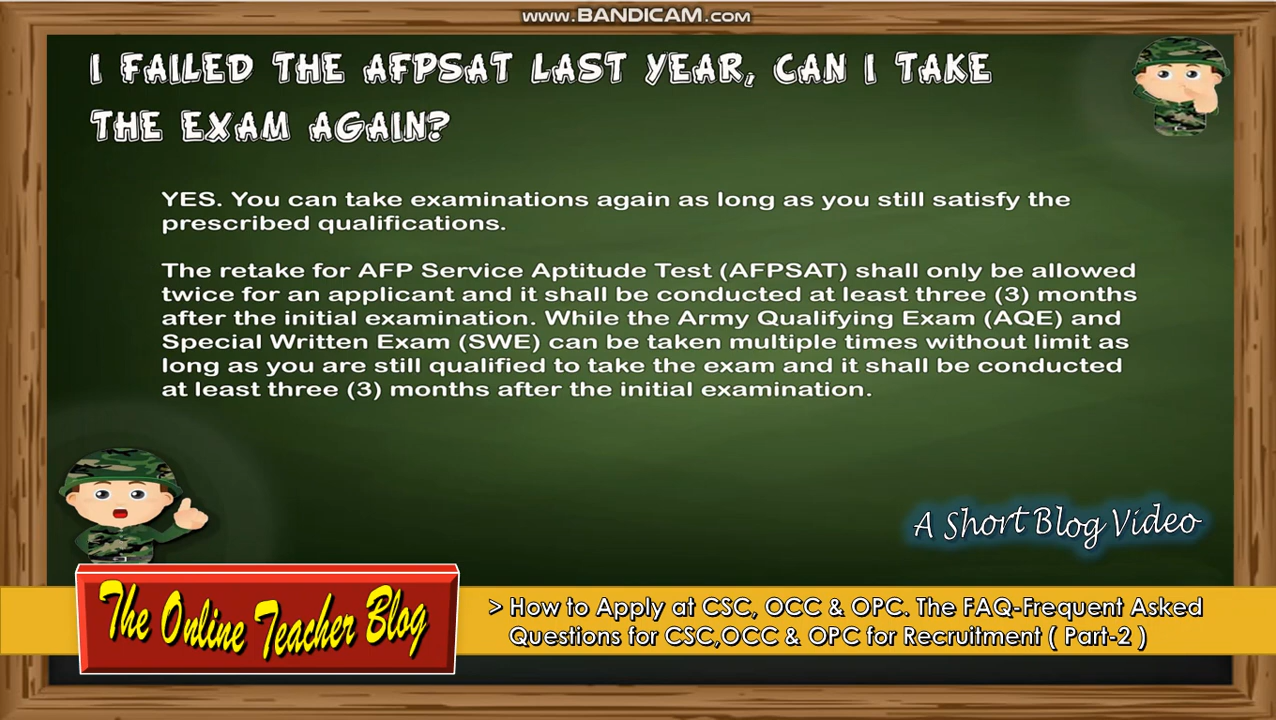 www.BANDICAM.com
I FAILED THE AFPSAT LAST YEAR, CAN I TAKE
THE EXAM AGAIN?
YES. You can take examinations again as long as you still satisfy the
prescribed qualifications.
The retake for AFP Service Aptitude Test (AFPSAT) shall only be allowed
twice for an applicant and it shall be conducted at least three (3) months
after the initial examination. While the Army Qualifying Exam (AQE) and
Special Written Exam (SWE) can be taken multiple times without limit as
long as you are still qualified to take the exam and it shall be conducted
at least three (3) months after the initial examination.
A Short Blog Video
The Online Teacher Blog
> How to Apply at CSC, OCC & OPC. The FAQ-Frequent Asked
Questions for CSC,OCC & OPC for Recruitment ( Part-2 )